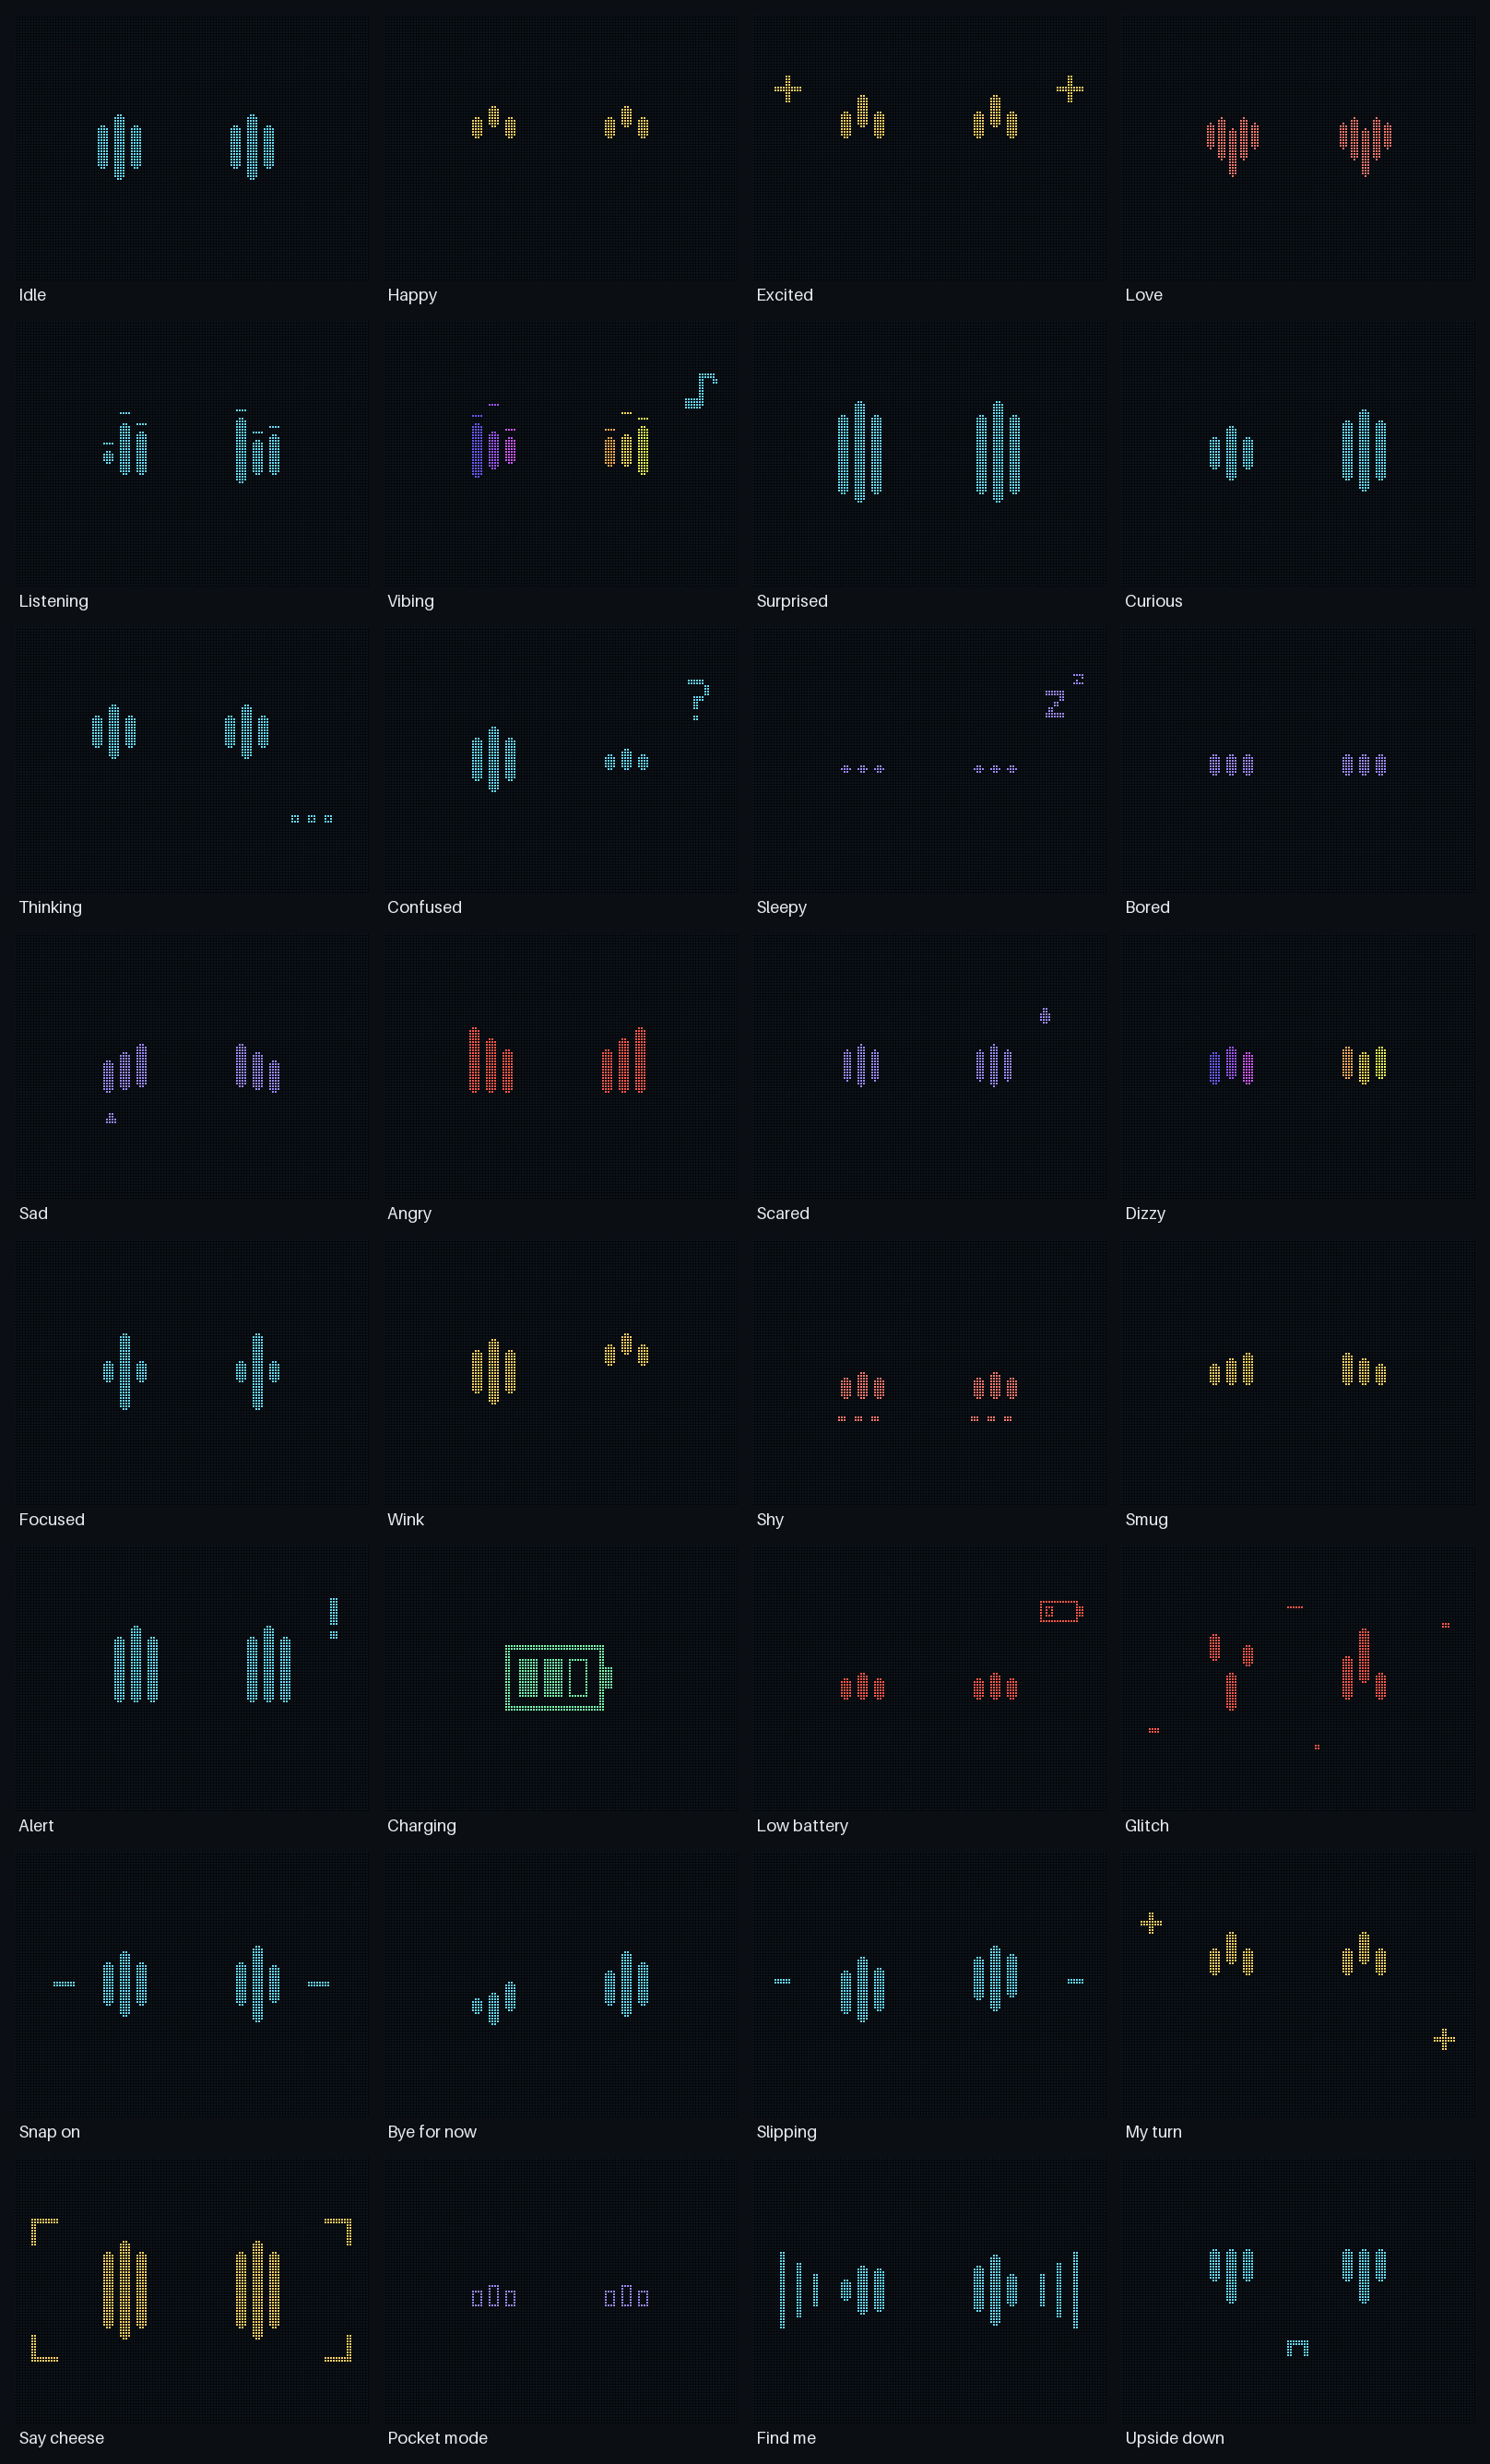 Idle
Happy
Excited
Love
Listening
Vibing
Surprised
Curious
?
Z
Thinking
Confused
Sleepy
Bored
Sad
Angry
Scared
Dizzy
Focused
Wink
Shy
Smug
!
Alert
Charging
Low battery
Glitch
Snap on
Bye for now
Slipping
My turn
Say cheese
Pocket mode
Find me
Upside down